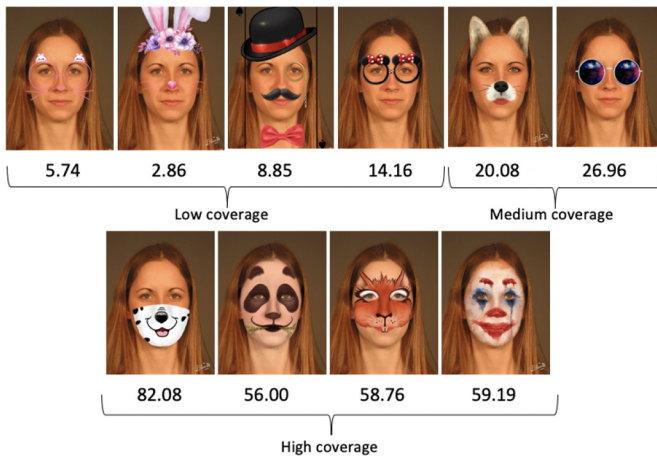 5.74 2.86 8.85 14.16 20.08 26.96
Low coverage Medium coverage
82.08 56.00 58.76 59.19
High coverage